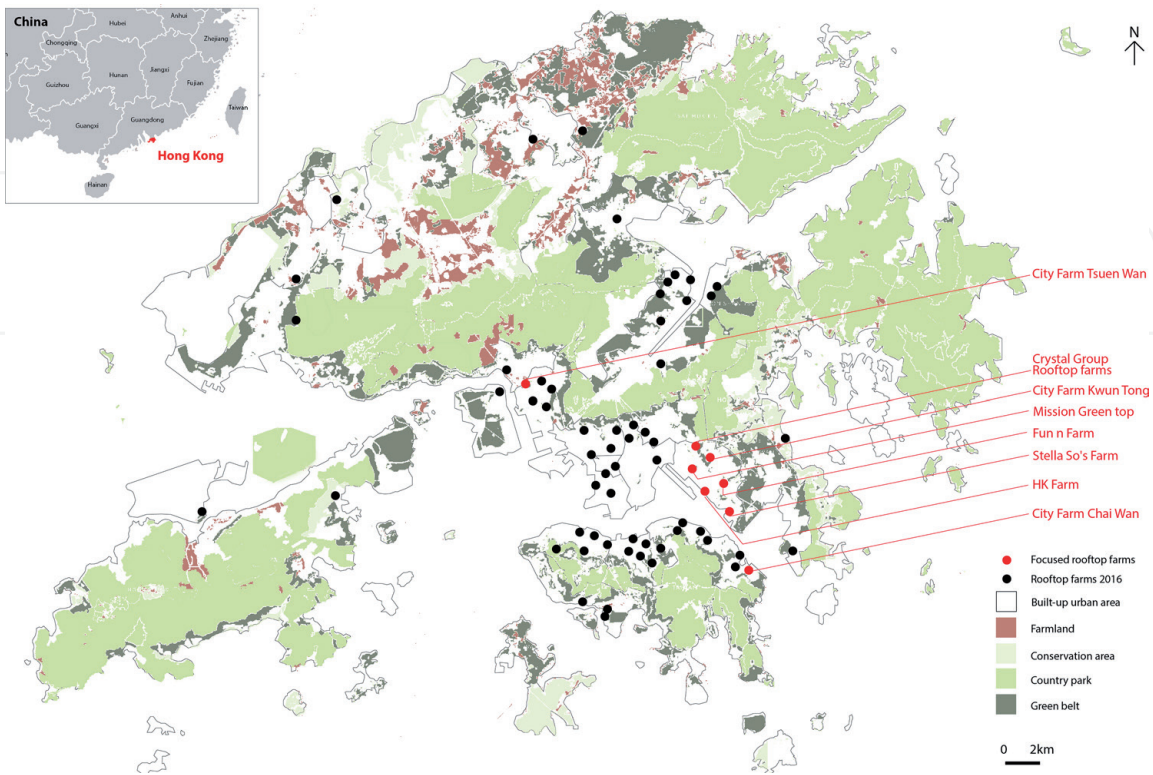 China
Hubei
Anhui
Chongqing
Zhejiang
Hunan
Jiangxi
Guizhou
Fujian
Taiwan
Guangxi
Guangdong
Hong Kong
Hainan
N
City Farm Tsuen Wan
Crystal Group
Rooftop farms
City Farm Kwun Tong
Mission Green top
Fun n Farm
Stella So's Farm
HK Farm
City Farm Chai Wan
Focused rooftop farms
Rooftop farms 2016
Built-up urban area
Farmland
Conservation area
Country park
Green belt
0 2km